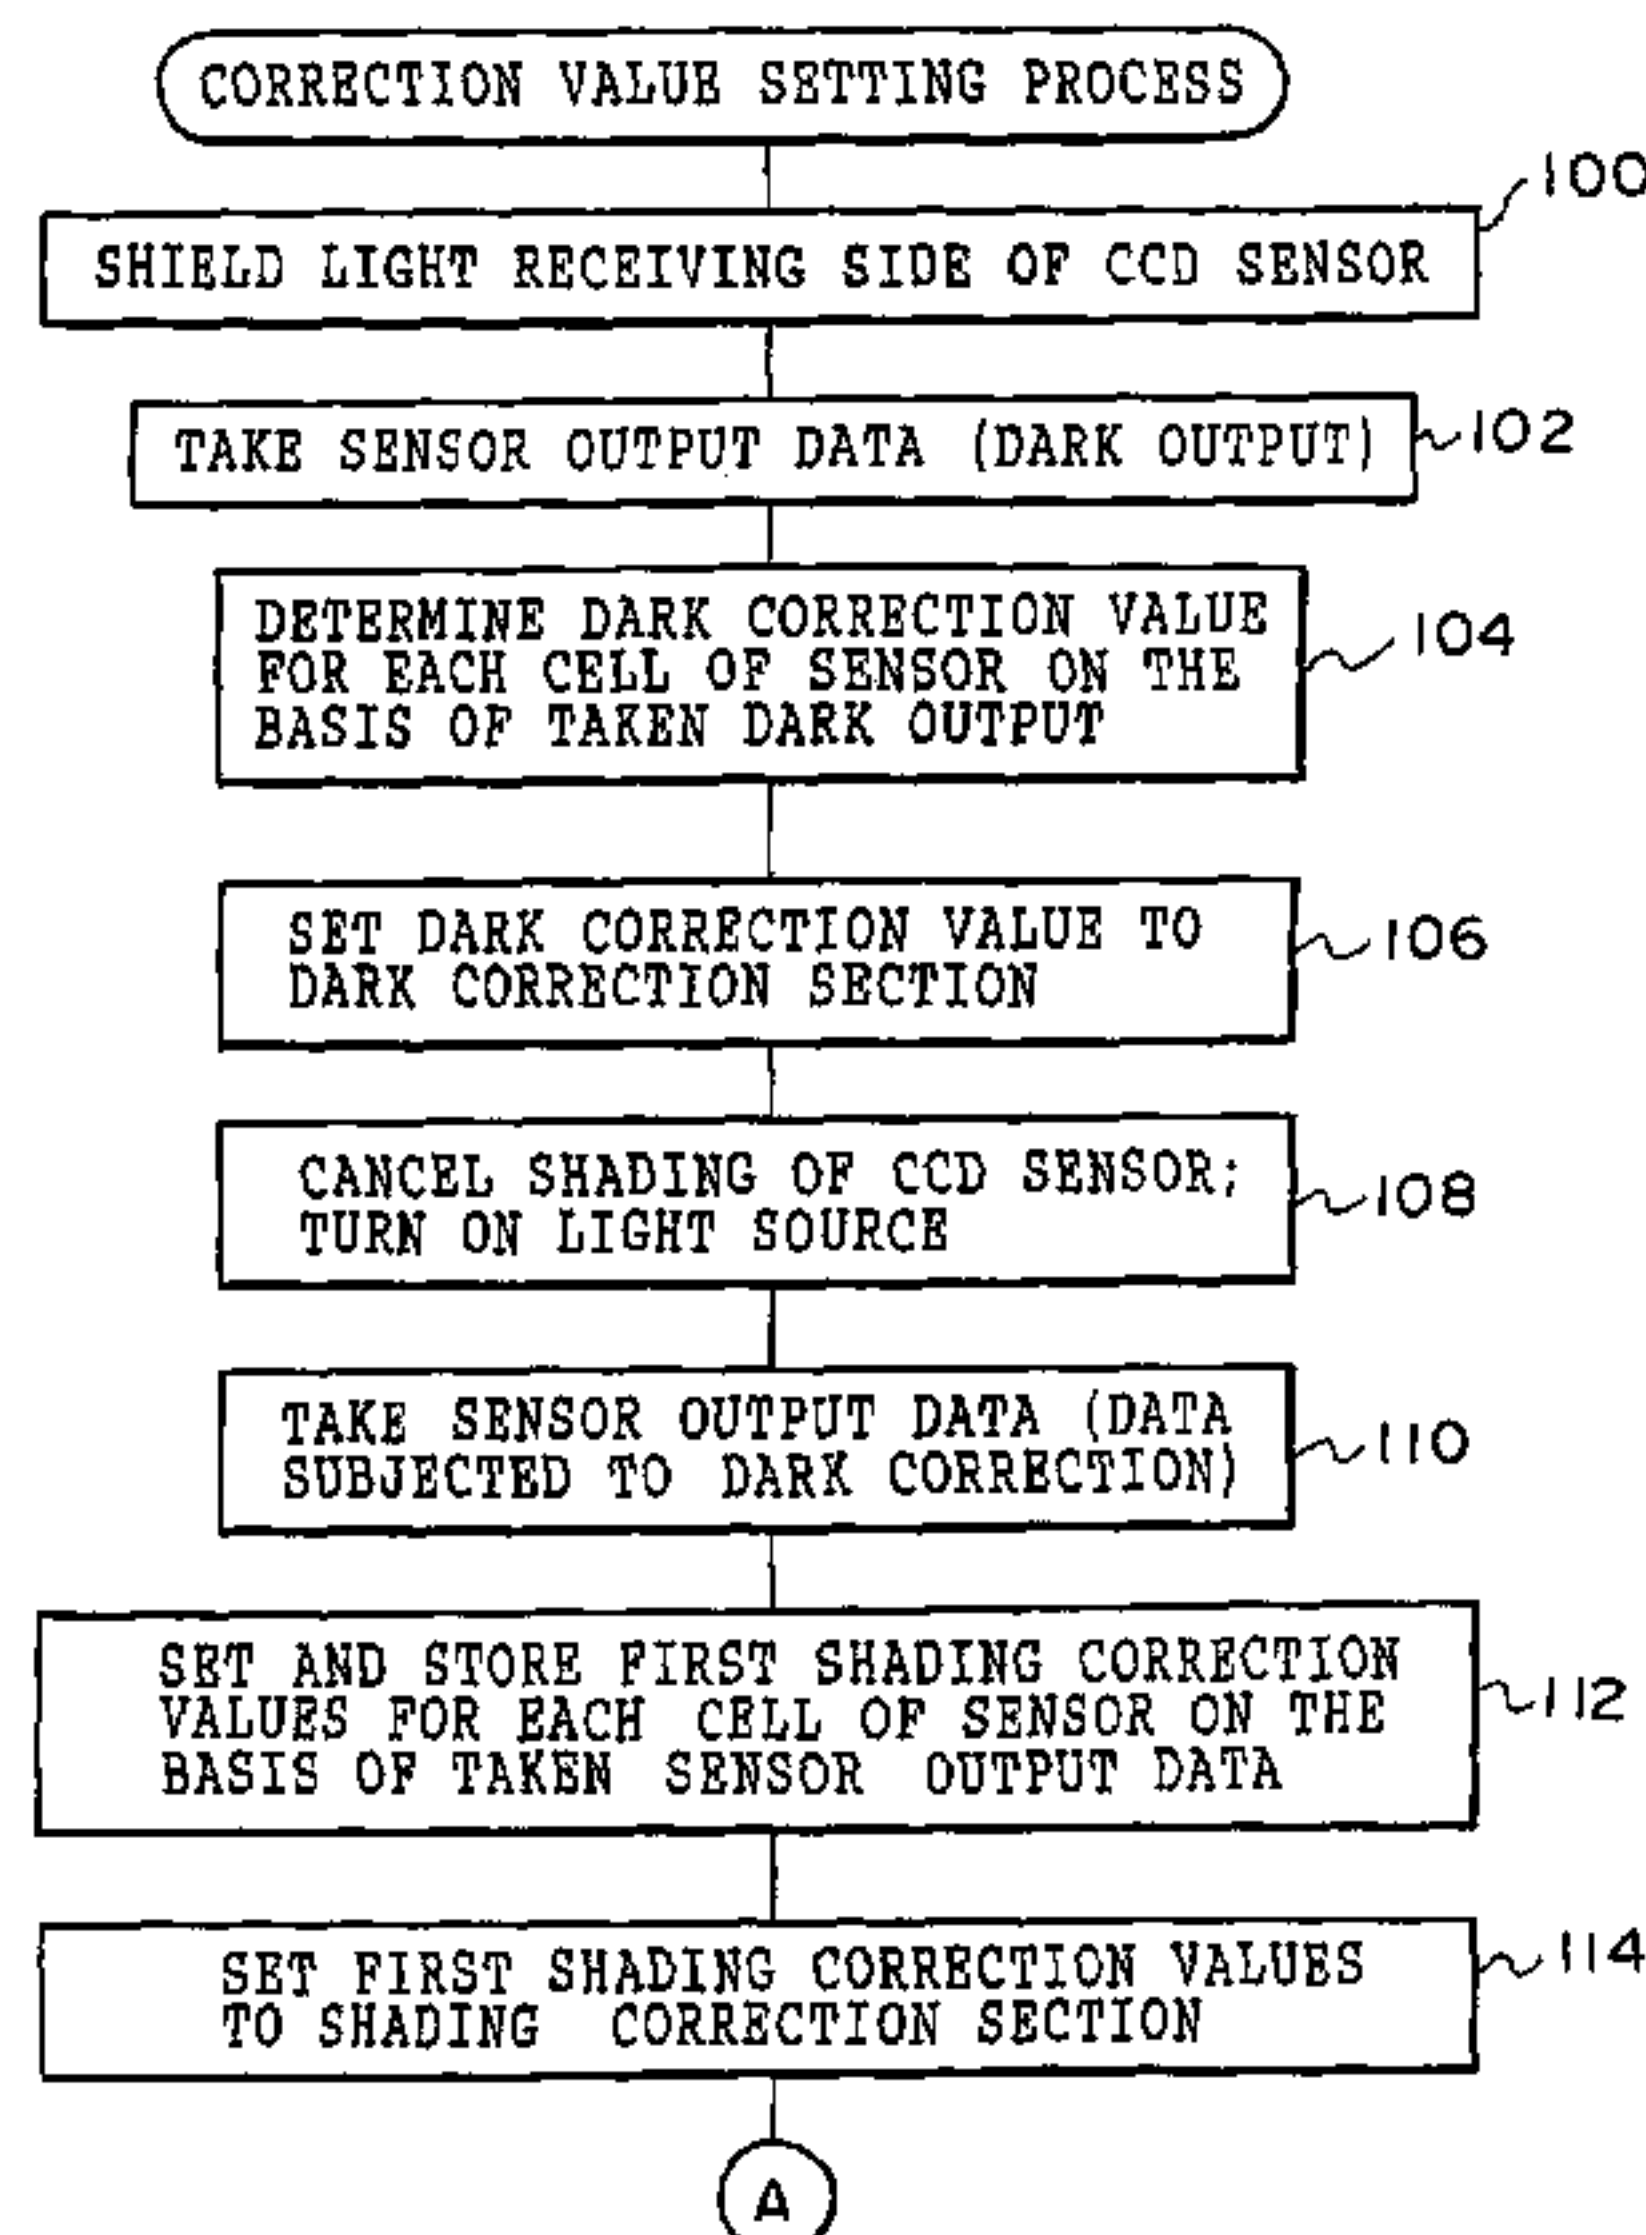 CORRECTION VALUE SETTING PROCESS
100
SHIELD LIGHT RECEIVING SIDE OF CCD SENSOR
TAKE SENSOR OUTPUT DATA (DARK OUTPUT)
102
DETERMINE DARK CORRECTION VALUE
FOR EACH CELL OF SENSOR ON THE
BASIS OF TAKEN DARK OUTPUT
104
SET DARK CORRECTION VALUE TO
DARK CORRECTION SECTION
106
CANCEL SHADING OF CCD SENSOR;
TURN ON LIGHT SOURCE
108
TAKE SENSOR OUTPUT DATA (DATA
SUBJECTED TO DARK CORRECTION)
110
SET AND STORE FIRST SHADING CORRECTION
VALUES FOR EACH CELL OF SENSOR ON THE
BASIS OF TAKEN SENSOR OUTPUT DATA
112
SET FIRST SHADING CORRECTION VALUES
TO SHADING CORRECTION SECTION
114
A